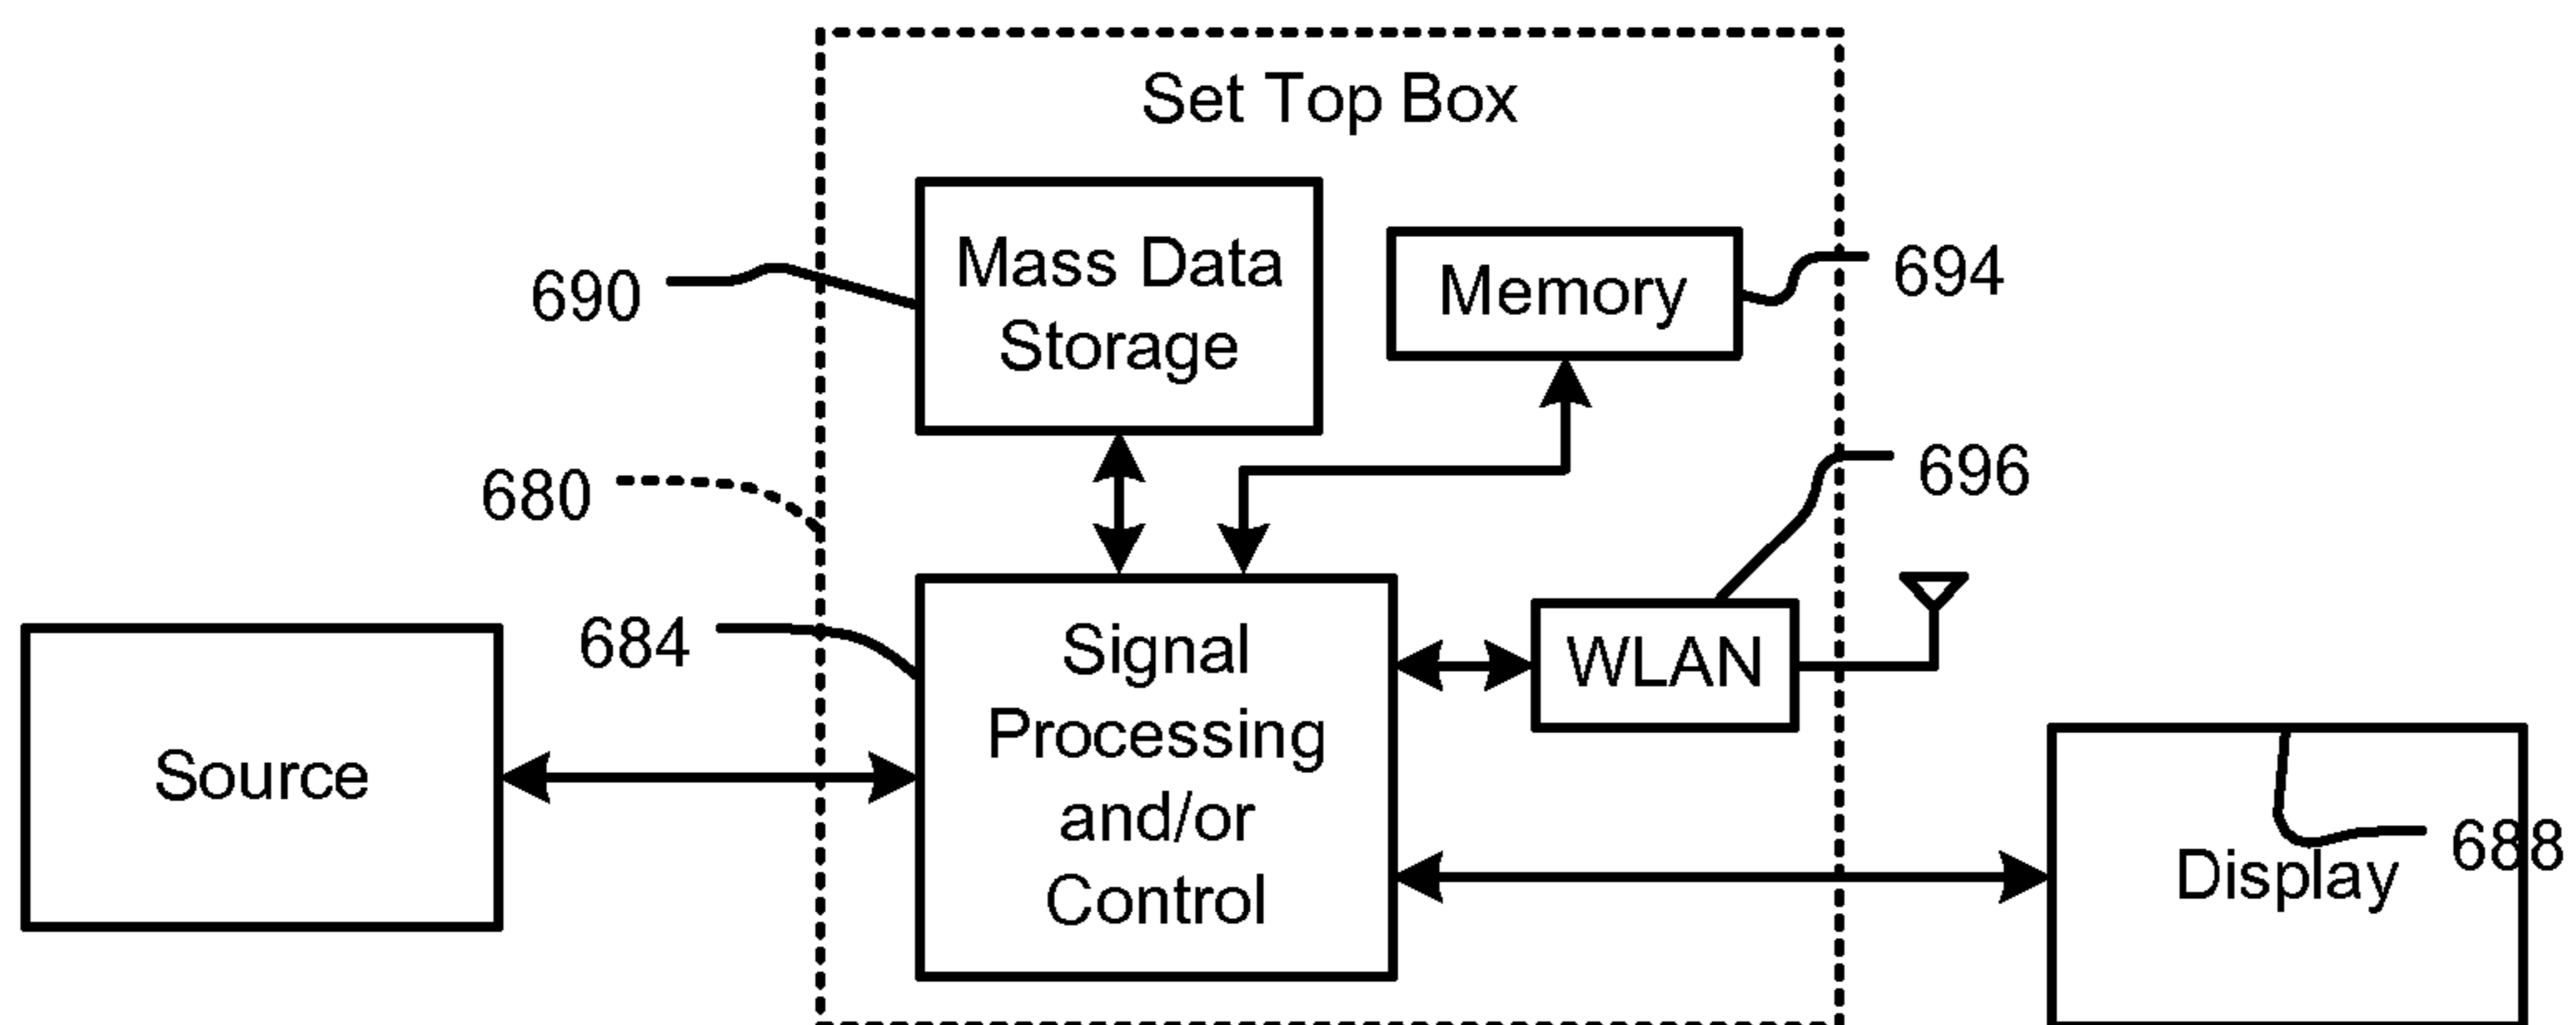 Set Top Box
Mass Data
Storage
Memory
690
694
680
696
684
Signal
Processing
and/or
Control
WLAN
Source
Display
688